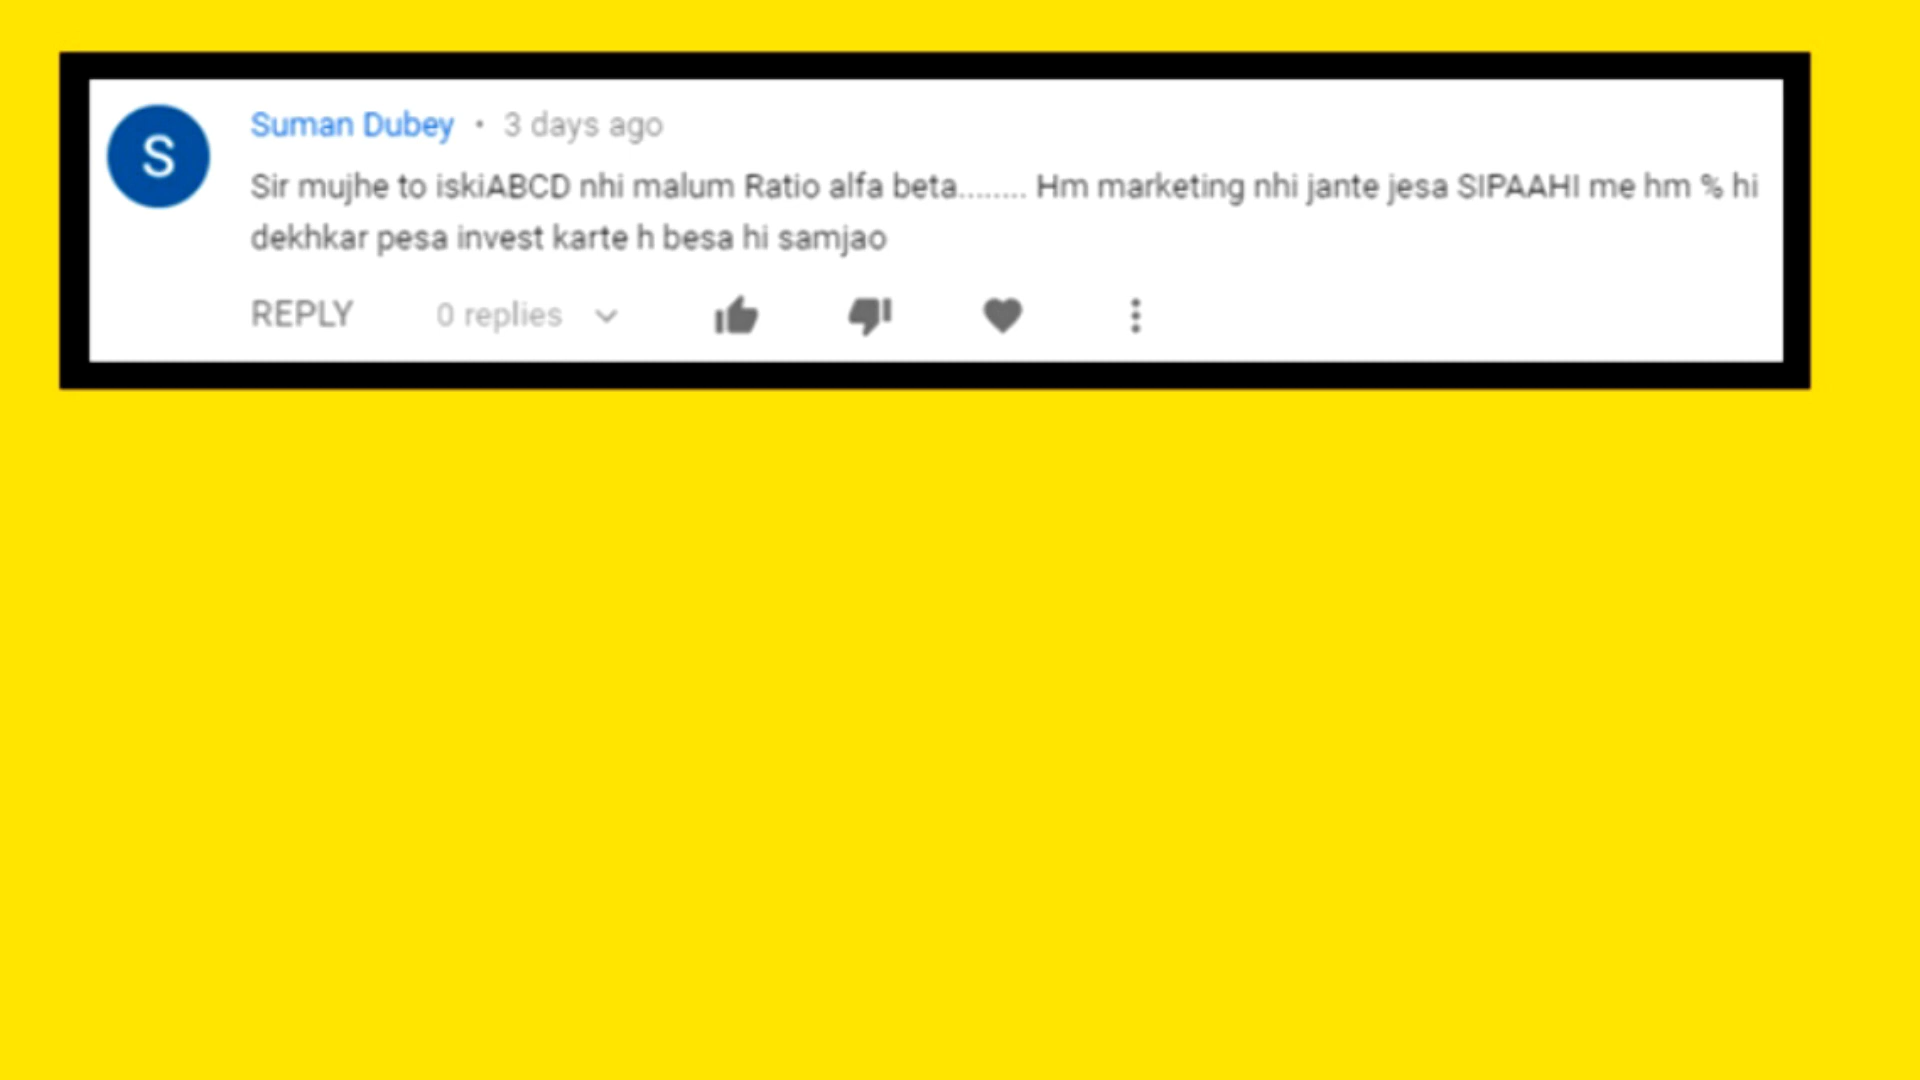 S
Suman Dubey • 3 days ago
Sir mujhe to iskiABCD nhi malum Ratio alfa beta........ Hm marketing nhi jante jesa SIPAAHI me hm % hi
dekhkar pesa invest karte h besa hi samjao
REPLY 0 replies